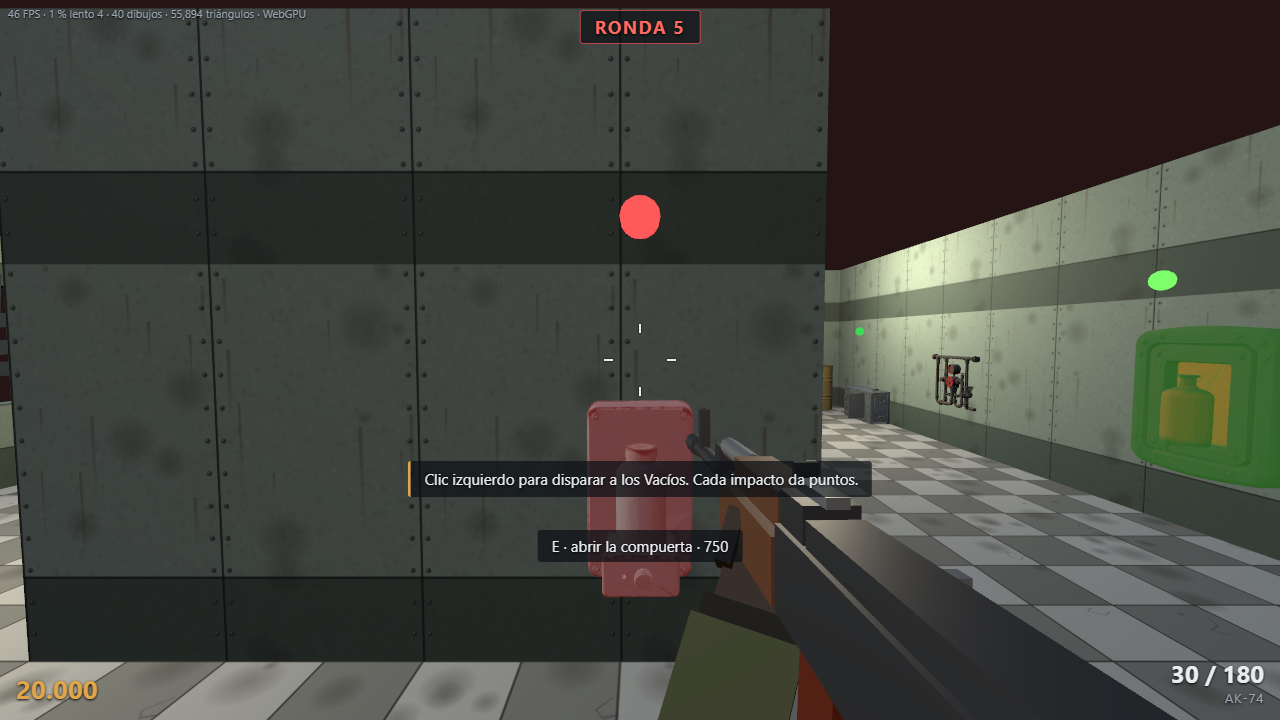 46 FPS · 1 % lento 4 · 40 dibujos · 55,894 triángulos · WebGPU
RONDA 5
Clic izquierdo para disparar a los Vacíos. Cada impacto da puntos.
E · abrir la compuerta · 750
20.000
30 / 180
AK-74